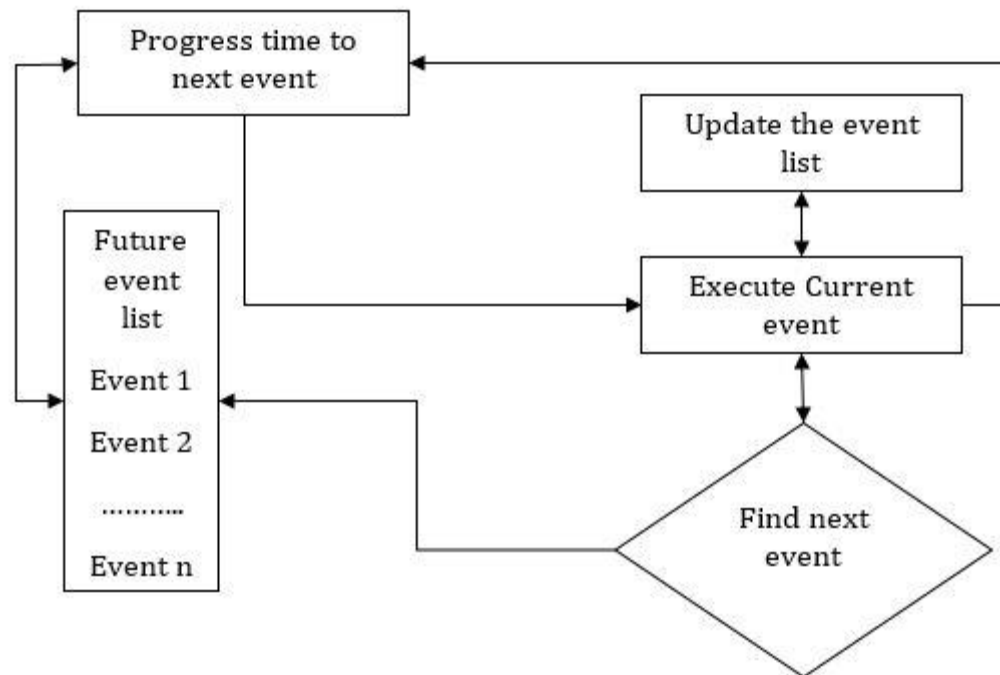 Progress time to
next event
Update the event
list
Future
event
list
Event 1
Event 2
………..
Event n
Execute Current
event
Find next
event